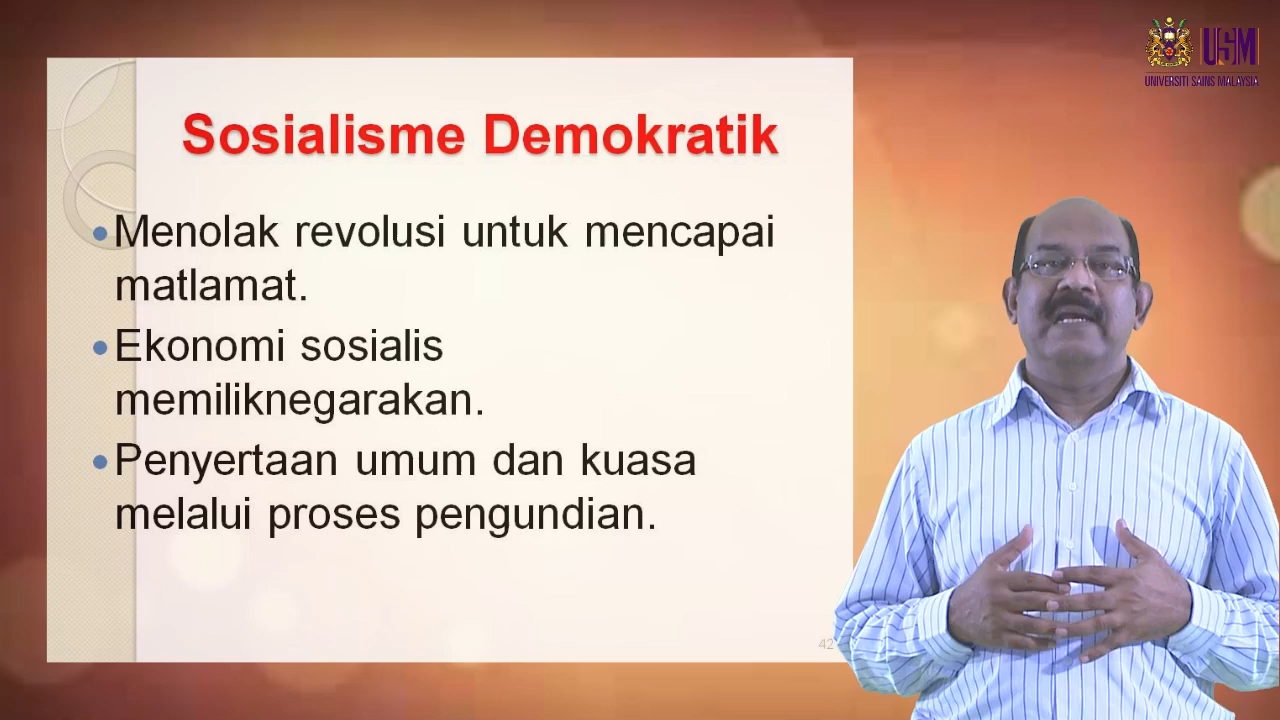 USM
UNIVERSITI SAINS MALAYSIA
Sosialisme Demokratik
•Menolak revolusi untuk mencapai
matlamat.
•Ekonomi sosialis
memiliknegarakan.
•Penyertaan umum dan kuasa
melalui proses pengundian.
42